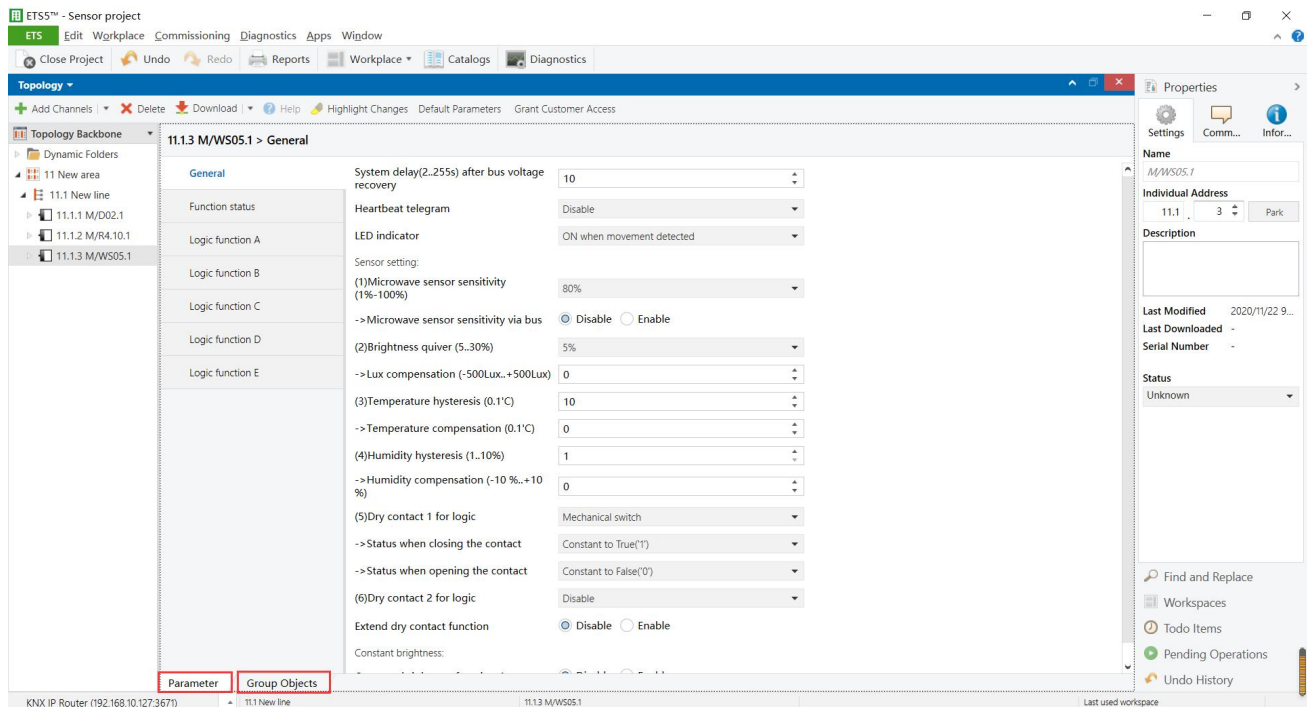 ETS5™ - Sensor project
ETS Edit Workplace Commissioning Diagnostics Apps Window
Close Project Undo Redo Reports Workplace Catalogs Diagnostics
Topology
Add Channels Delete Download Help Highlight Changes Default Parameters Grant Customer Access
Topology Backbone
Dynamic Folders
11 New area
11.1 New line
11.1.1 M/D02.1
11.1.2 M/R4.10.1
11.1.3 M/WS05.1
11.1.3 M/WS05.1 > General
General
Function status
Logic function A
Logic function B
Logic function C
Logic function D
Logic function E
System delay(2..255s) after bus voltage
recovery
10
Heartbeat telegram Disable
LED indicator ON when movement detected
Sensor setting:
(1)Microwave sensor sensitivity
(1%-100%)
80%
->Microwave sensor sensitivity via bus Disable Enable
(2)Brightness quiver (5..30%) 5%
->Lux compensation (-500Lux..+500Lux) 0
(3)Temperature hysteresis (0.1'C) 10
->Temperature compensation (0.1'C) 0
(4)Humidity hysteresis (1..10%) 1
->Humidity compensation (-10 %..+10
%)
0
(5)Dry contact 1 for logic Mechanical switch
->Status when closing the contact Constant to True('1')
->Status when opening the contact Constant to False('0')
(6)Dry contact 2 for logic Disable
Extend dry contact function Disable Enable
Constant brightness:
Parameter Group Objects
Properties
Settings Comm... Infor...
Name
M/WS05.1
Individual Address
11.1 . 3 Park
Description
Last Modified 2020/11/22 9...
Last Downloaded -
Serial Number -
Status
Unknown
Find and Replace
Workspaces
Todo Items
Pending Operations
Undo History
KNX IP Router (192.168.10.127:3671) 11.1 New line 11.1.3 M/WS05.1 Last used workspace